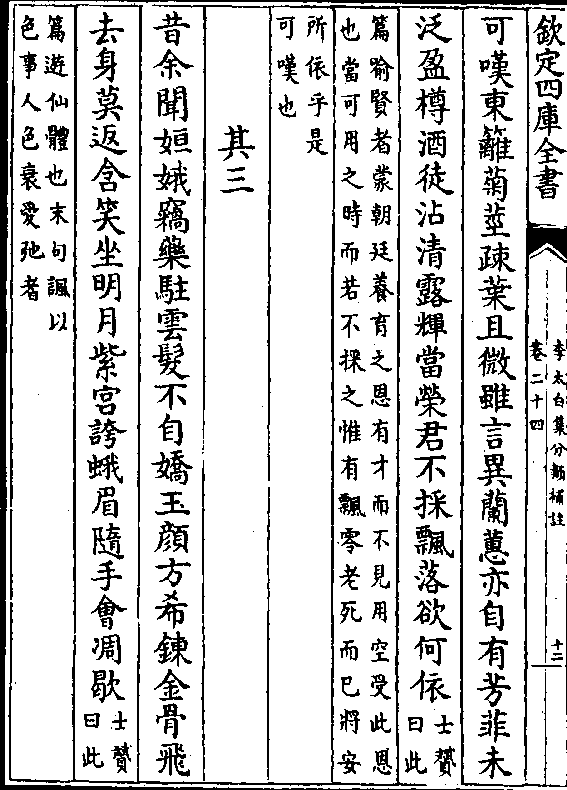 欽定四庫全書
李太白集分類補註
卷二十四
十二
可嘆東籬菊莖疎葉且微雖言異蘭蕙亦自有芳菲未
泛盈樽酒徒沾清露輝當榮君不採飄落欲何依士贇
曰此
篇喻賢者蒙朝廷養育之恩有才而不見用空受此恩
也當可用之時而若不採之惟有飄零老死而已將安
所依乎是
可嘆也
其三
昔余聞姮娥竊藥駐雲髮不自嬌玉顔方希鍊金骨飛
去身莫返含笑坐明月紫宮誇蛾眉隨手會凋歇士贇
曰此
篇遊仙體也末句諷以
色事人色衰愛弛者